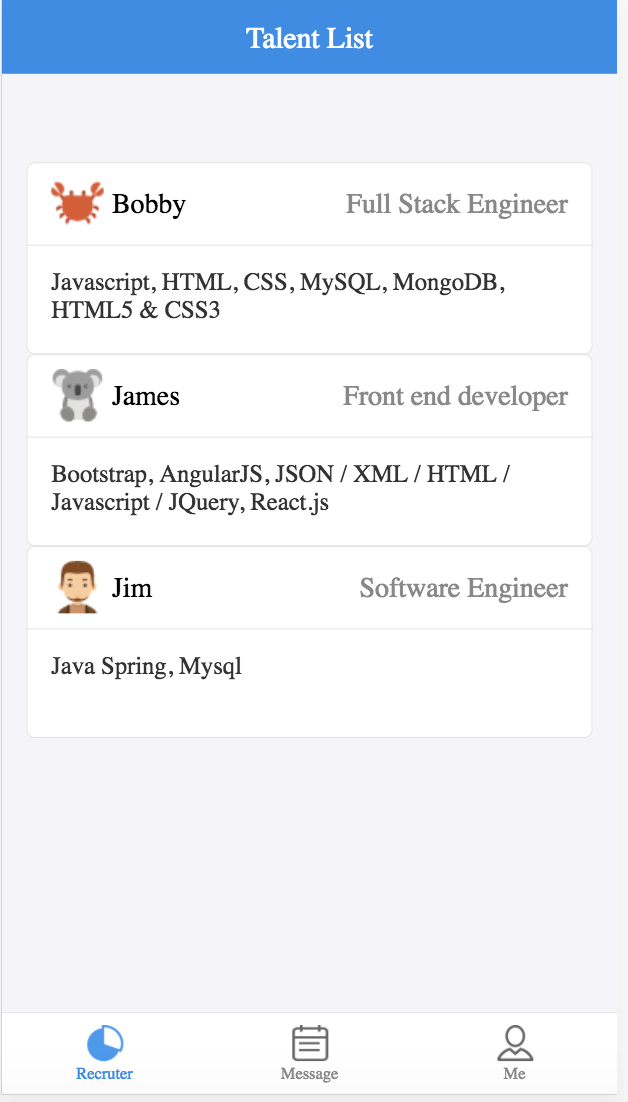 Talent List
Bobby Full Stack Engineer
Javascript, HTML, CSS, MySQL, MongoDB,
HTML5 & CSS3
James Front end developer
Bootstrap, AngularJS, JSON / XML / HTML /
Javascript / JQuery, React.js
Jim Software Engineer
Java Spring, Mysql
Recruter Message Me